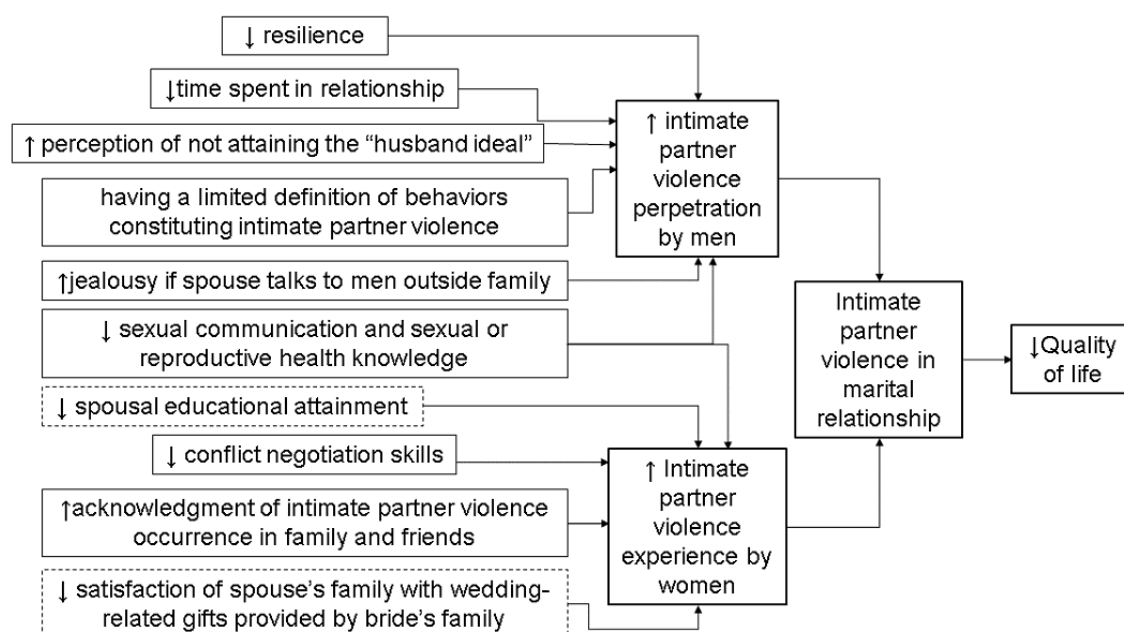 ↓ resilience
↓time spent in relationship
↑ perception of not attaining the “husband ideal”
having a limited definition of behaviors
constituting intimate partner violence
↑jealousy if spouse talks to men outside family
↓ sexual communication and sexual or
reproductive health knowledge
↓ spousal educational attainment
↓ conflict negotiation skills
↑acknowledgment of intimate partner violence
occurrence in family and friends
↓ satisfaction of spouse’s family with wedding-
related gifts provided by bride’s family
↑ intimate
partner
violence
perpetration
by men
↑ Intimate
partner
violence
experience by
women
Intimate
partner
violence in
marital
relationship
↓Quality
of life